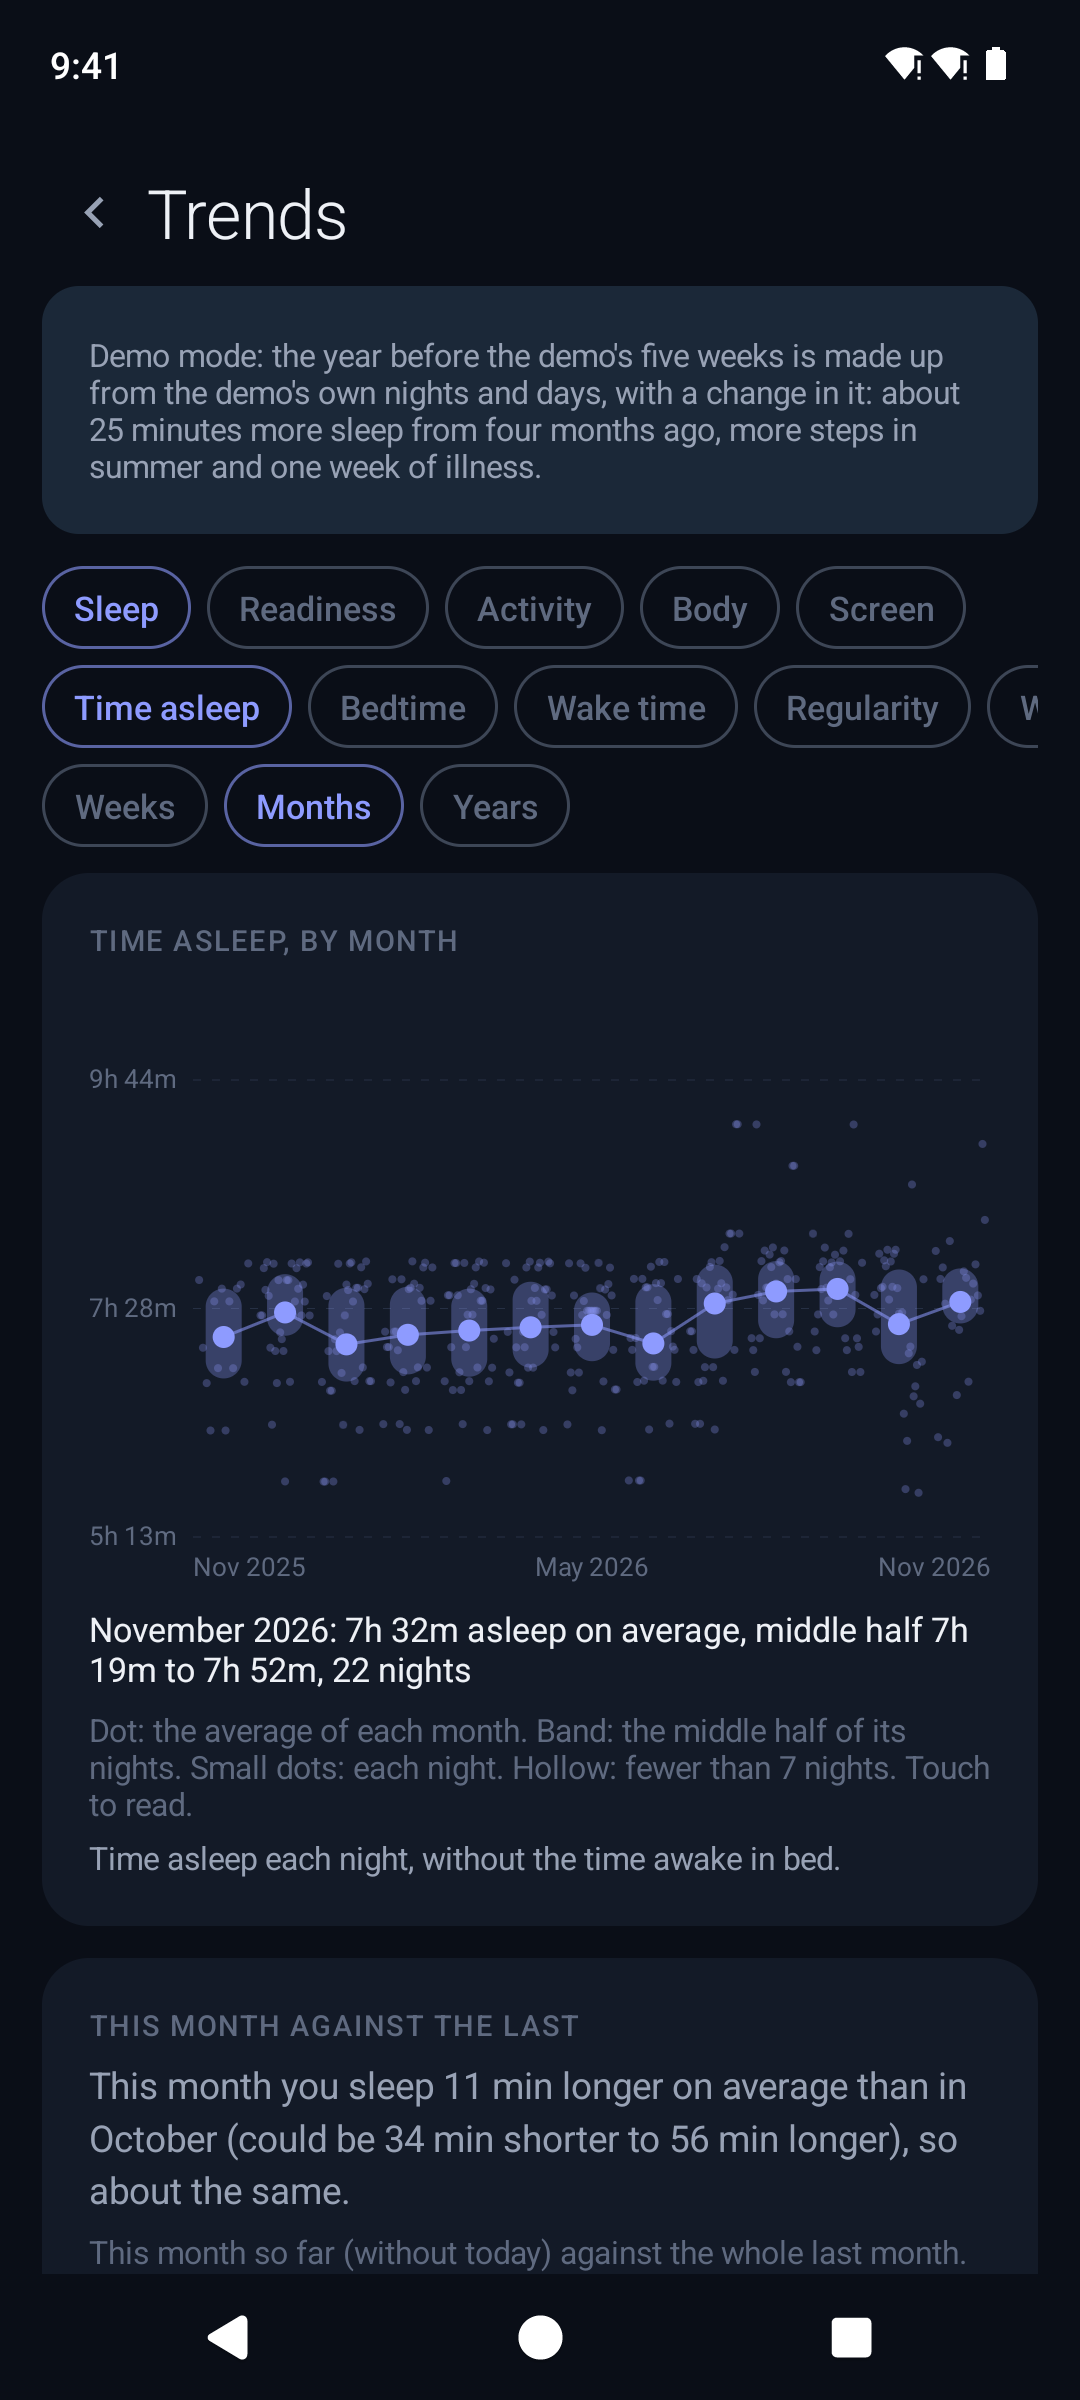 9:41
Trends
Demo mode: the year before the demo's five weeks is made up
from the demo's own nights and days, with a change in it: about
25 minutes more sleep from four months ago, more steps in
summer and one week of illness.
Sleep Readiness Activity Body Screen
Time asleep Bedtime Wake time Regularity
Weeks Months Years
TIME ASLEEP, BY MONTH
9h 44m
7h 28m
5h 13m
Nov 2025 May 2026 Nov 2026
November 2026: 7h 32m asleep on average, middle half 7h
19m to 7h 52m, 22 nights
Dot: the average of each month. Band: the middle half of its
nights. Small dots: each night. Hollow: fewer than 7 nights. Touch
to read.
Time asleep each night, without the time awake in bed.
THIS MONTH AGAINST THE LAST
This month you sleep 11 min longer on average than in
October (could be 34 min shorter to 56 min longer), so
about the same.
This month so far (without today) against the whole last month.